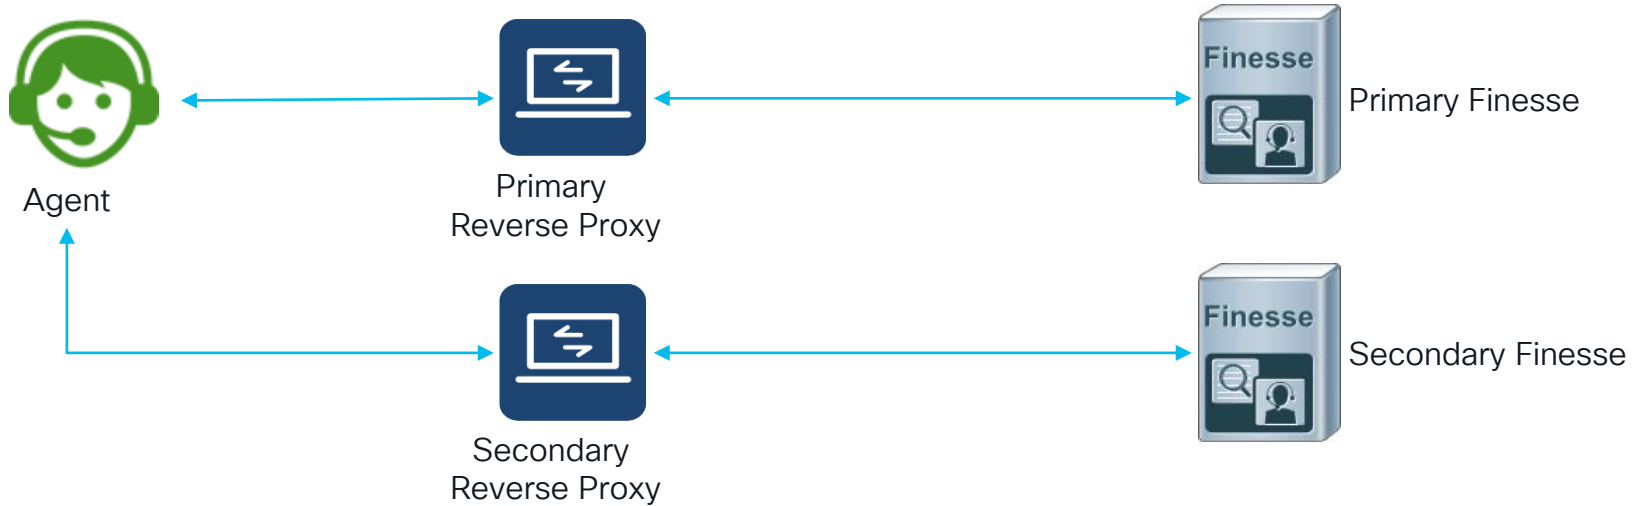 Finesse
Primary Finesse
Agent
Primary
Reverse Proxy
Finesse
Secondary Finesse
Secondary
Reverse Proxy